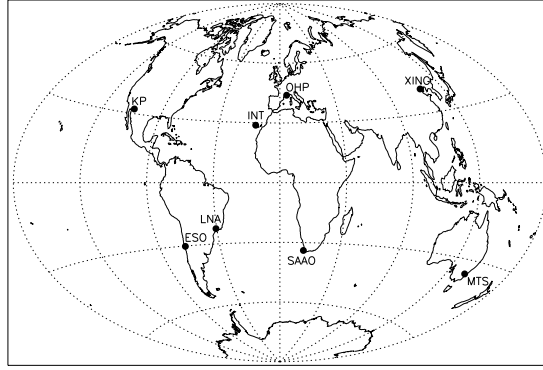 XING
OHP
KP
INT
LNA
ESO
SAAO
MTS